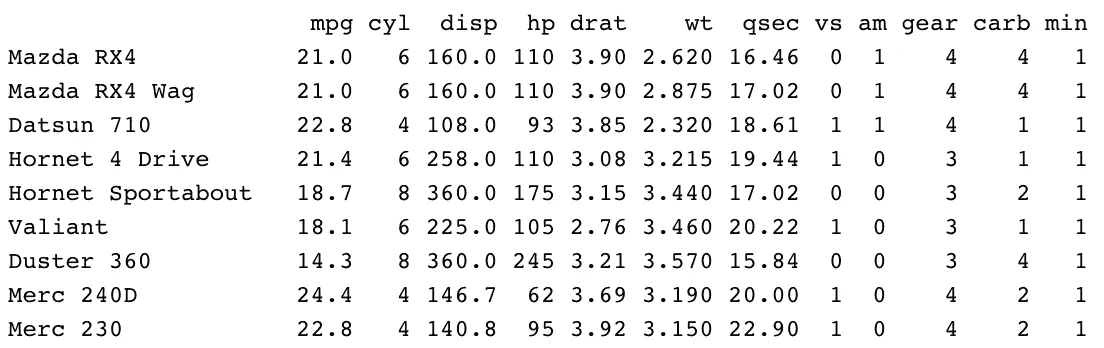 mpg cyl disp hp drat wt qsec vs am gear carb min
Mazda RX4 21.0 6 160.0 110 3.90 2.620 16.46 0 1 4 4 1
Mazda RX4 Wag 21.0 6 160.0 110 3.90 2.875 17.02 0 1 4 4 1
Datsun 710 22.8 4 108.0 93 3.85 2.320 18.61 1 1 4 1 1
Hornet 4 Drive 21.4 6 258.0 110 3.08 3.215 19.44 1 0 3 1 1
Hornet Sportabout 18.7 8 360.0 175 3.15 3.440 17.02 0 0 3 2 1
Valiant 18.1 6 225.0 105 2.76 3.460 20.22 1 0 3 1 1
Duster 360 14.3 8 360.0 245 3.21 3.570 15.84 0 0 3 4 1
Merc 240D 24.4 4 146.7 62 3.69 3.190 20.00 1 0 4 2 1
Merc 230 22.8 4 140.8 95 3.92 3.150 22.90 1 0 4 2 1